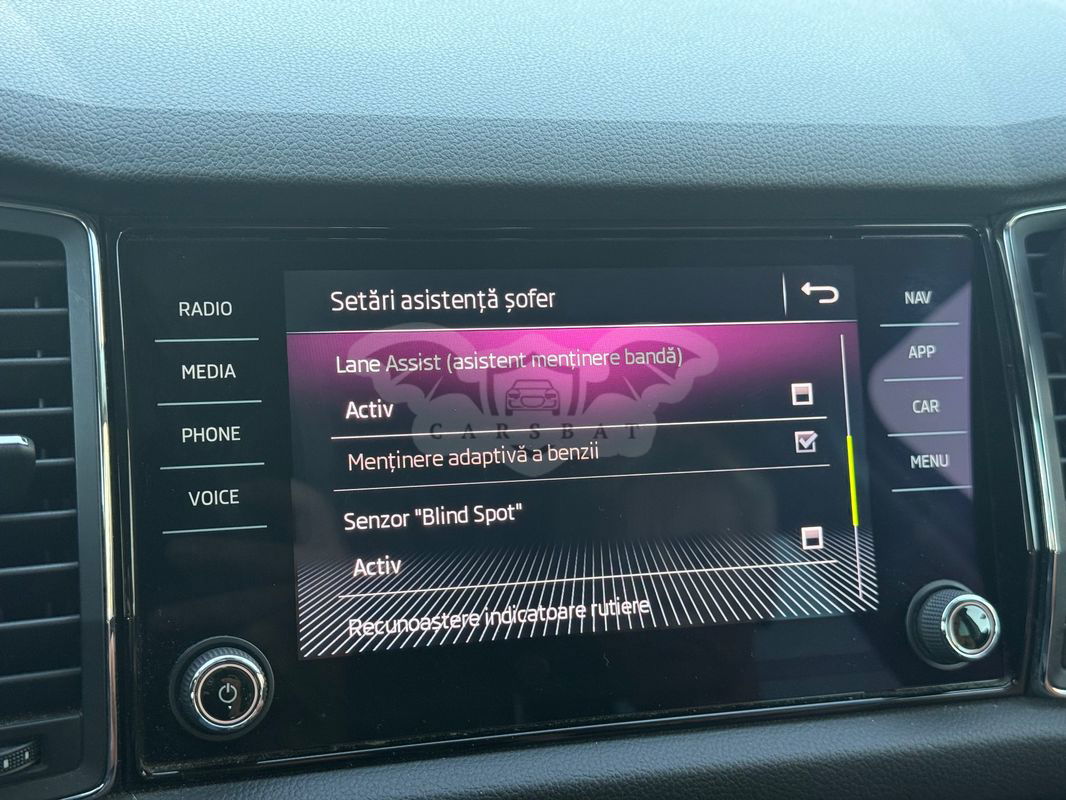 RADIO
MEDIA
PHONE
VOICE
Setări asistență șofer
Lane Assist (asistent menținere bandă)
Activ
Menținere adaptivă a benzii
Senzor "Blind Spot"
Activ
Recunoaștere indicatoare rutiere
NAV
APP
CAR
MENU
CARSBAT